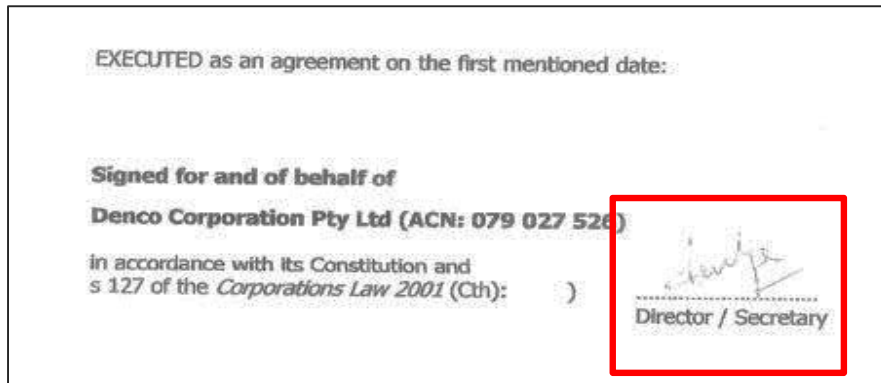 EXECUTED as an agreement on the first mentioned date:
Signed for and of behalf of
Denco Corporation Pty Ltd (ACN: 079 027 526)
in accordance with its Constitution and
s 127 of the Corporations Law 2001 (Cth): )
Director / Secretary